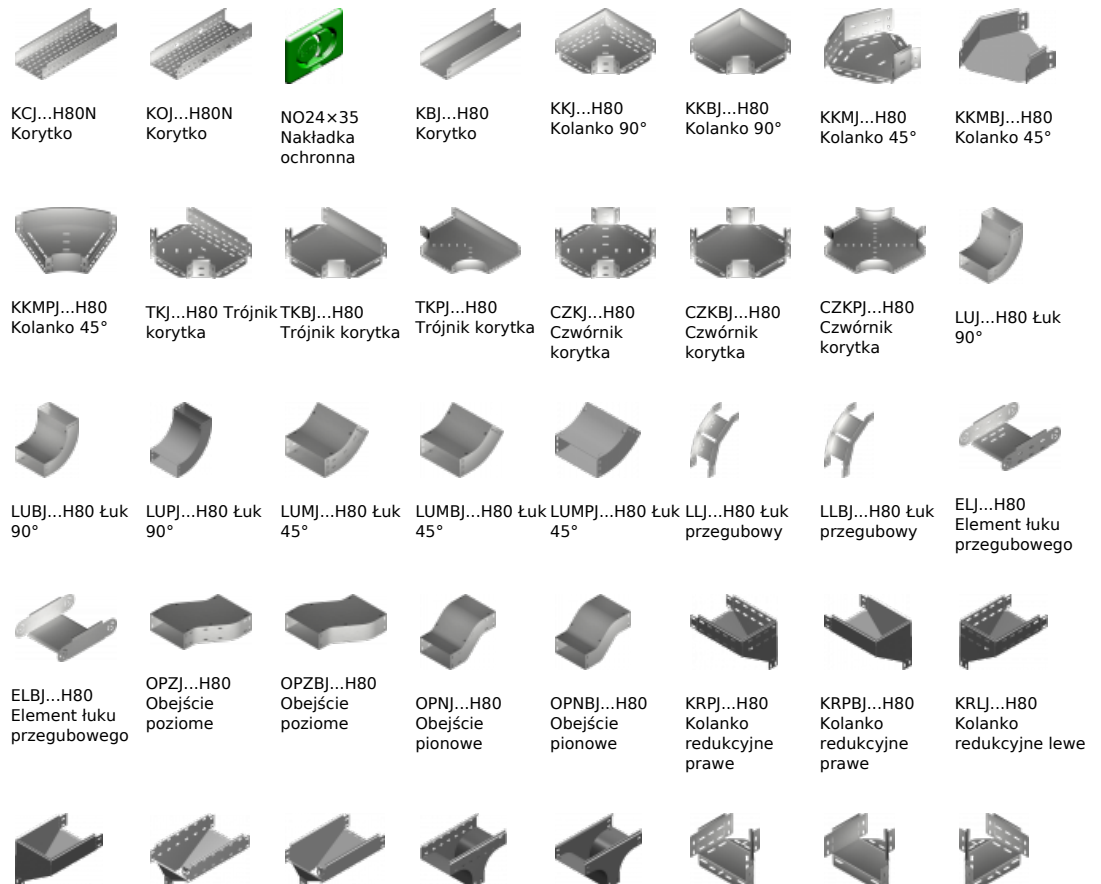 KCJ...H80N
Korytko
KOJ...H80N
Korytko
NO24×35
Nakładka
ochronna
KBJ...H80
Korytko
KKJ...H80
Kolanko 90°
KKBJ...H80
Kolanko 90°
KKMJ...H80
Kolanko 45°
KKMBJ...H80
Kolanko 45°
KKMPJ...H80
Kolanko 45°
TKJ...H80 Trójnik
korytka
TKBJ...H80
Trójnik korytka
TKPJ...H80
Trójnik korytka
CZKJ...H80
Czwórnik
korytka
CZKBJ...H80
Czwórnik
korytka
CZKPJ...H80
Czwórnik
korytka
LUJ...H80 Łuk
90°
LUBJ...H80 Łuk
90°
LUPJ...H80 Łuk
90°
LUMJ...H80 Łuk
45°
LUMBJ...H80 Łuk
45°
LUMPJ...H80 Łuk
45°
LLJ...H80 Łuk
przegubowy
LLBJ...H80 Łuk
przegubowy
ELJ...H80
Element łuku
przegubowego
ELBJ...H80
Element łuku
przegubowego
OPZJ...H80
Obejście
poziome
OPZBJ...H80
Obejście
poziome
OPNJ...H80
Obejście
pionowe
OPNBJ...H80
Obejście
pionowe
KRPJ...H80
Kolanko
redukcyjne
prawe
KRPBJ...H80
Kolanko
redukcyjne
prawe
KRLJ...H80
Kolanko
redukcyjne lewe